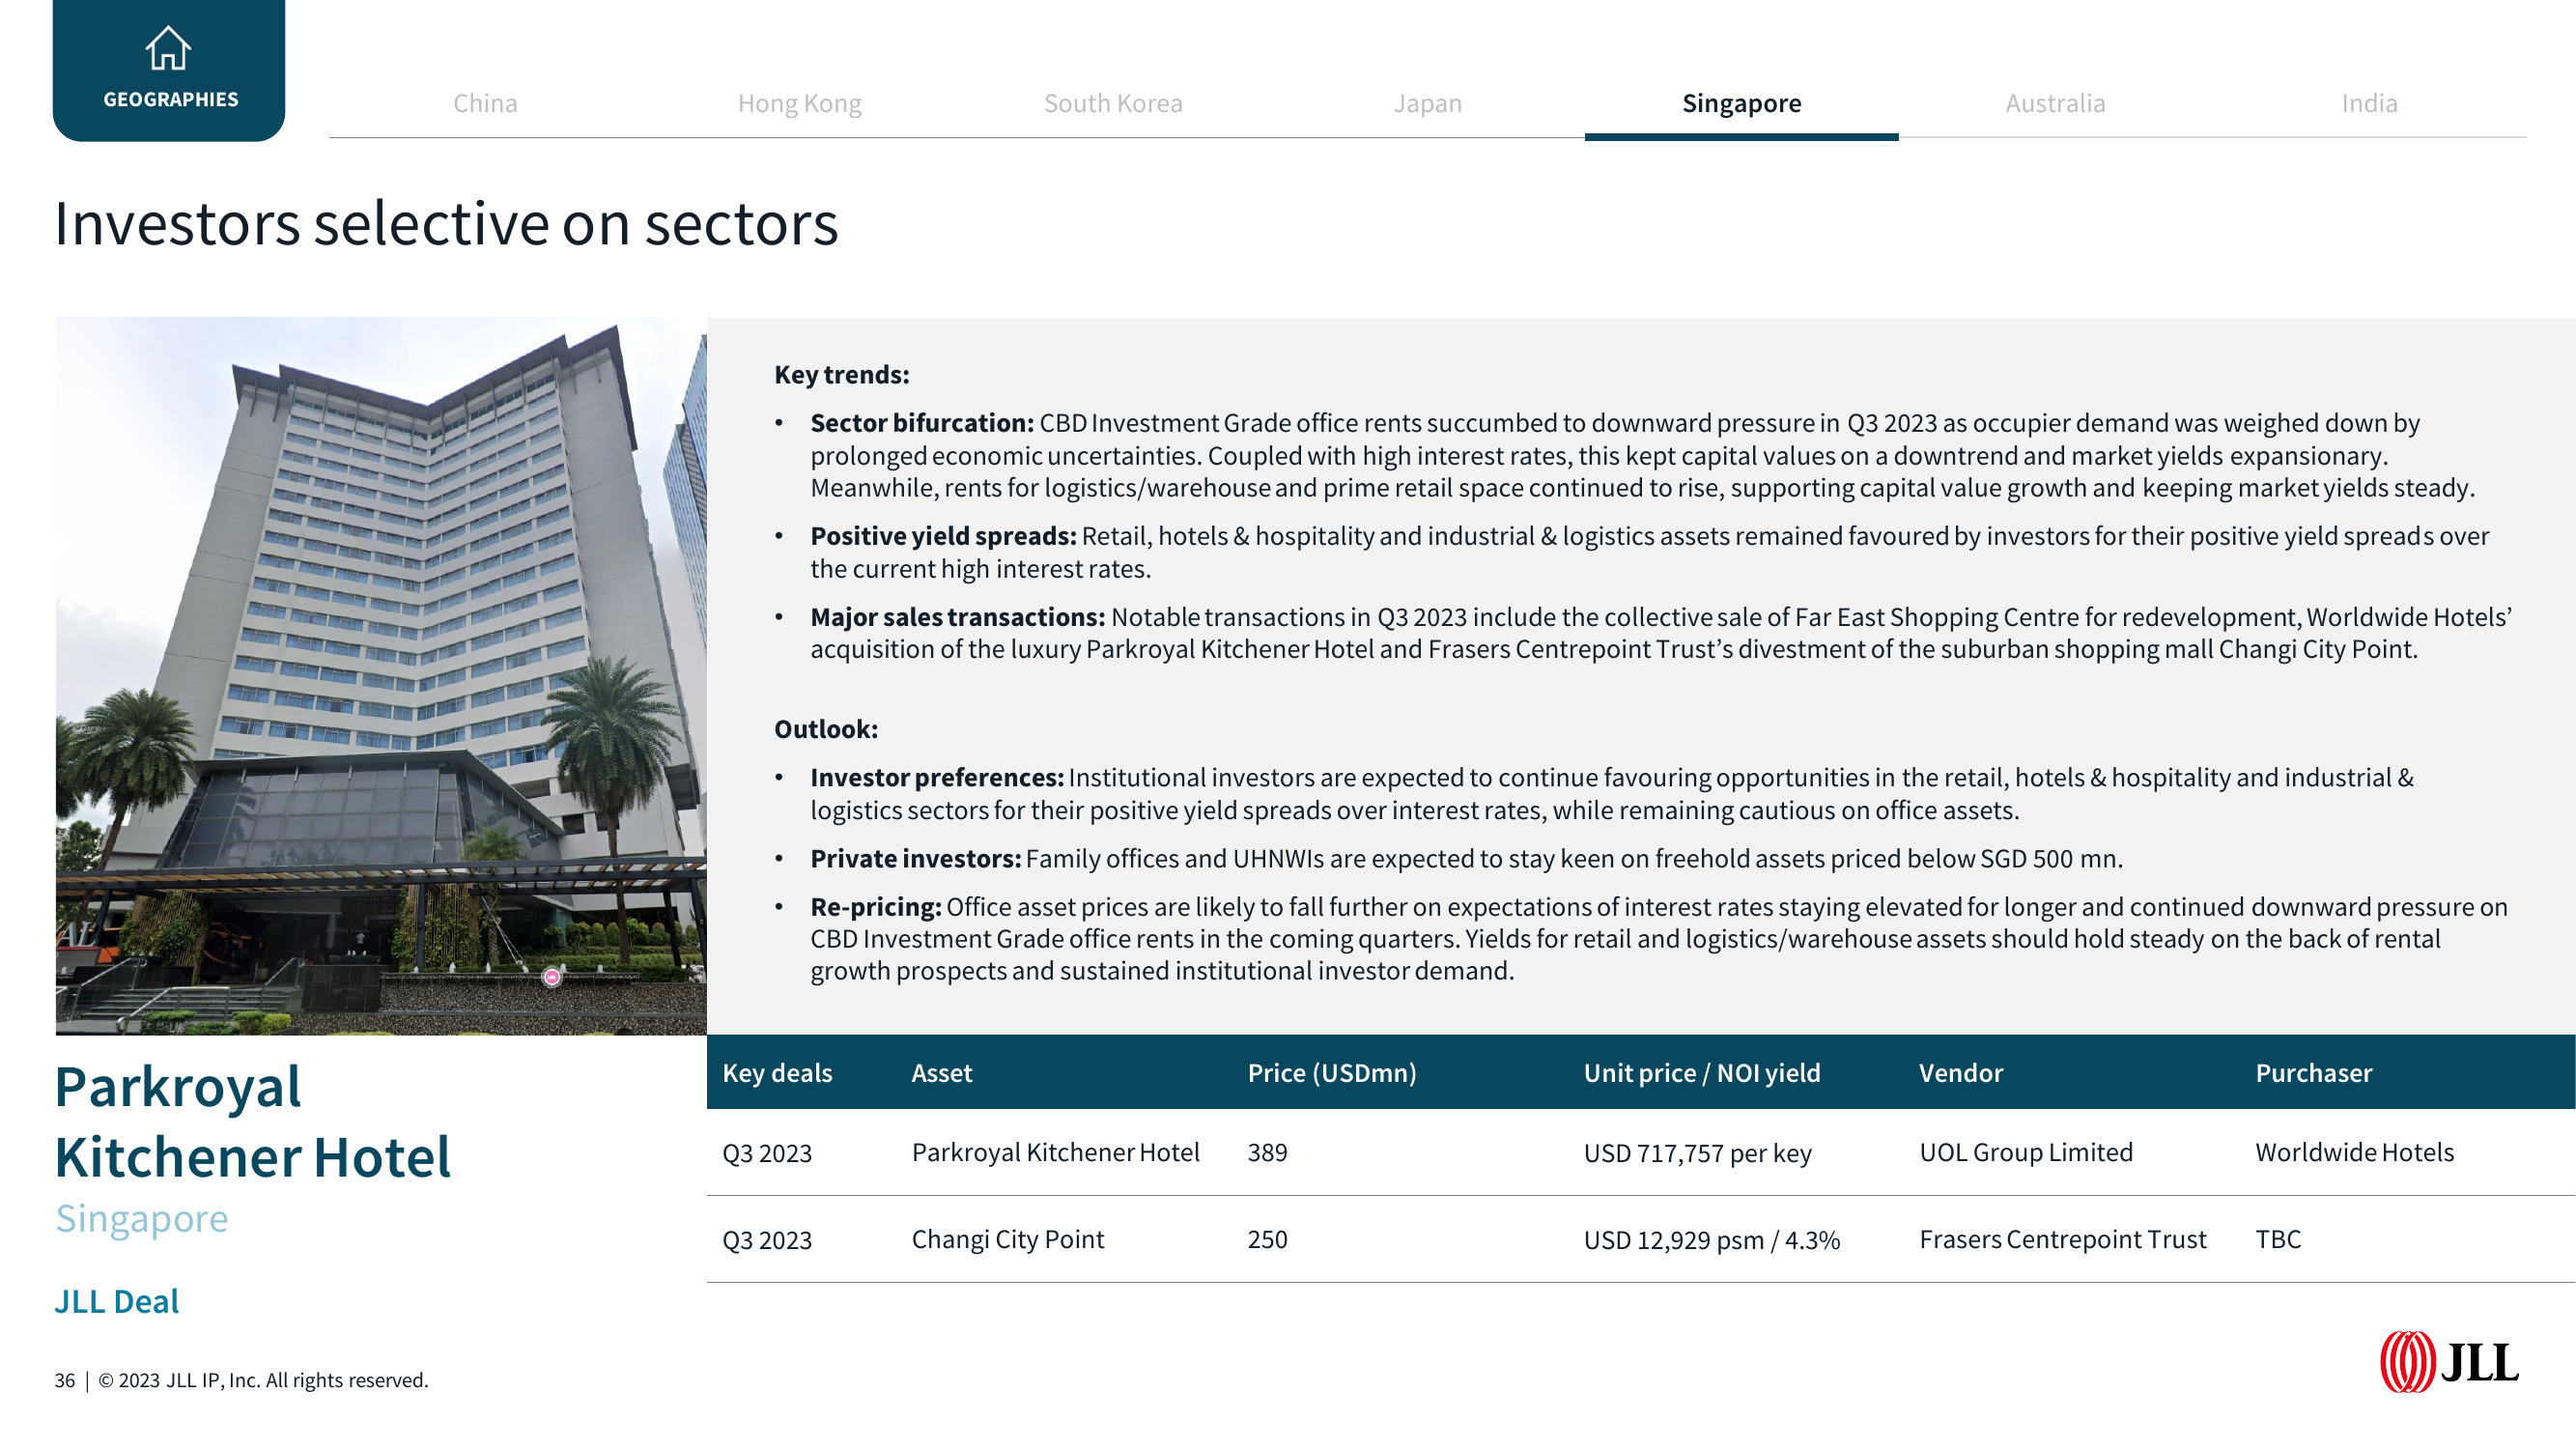 GEOGRAPHIES
China
Hong Kong
South Korea
Japan
Singapore
Australia
India
Investors selective on sectors
Key trends:
• Sector bifurcation: CBD Investment Grade office rents succumbed to downward pressure in Q3 2023 as occupier demand was weighed down by
prolonged economic uncertainties. Coupled with high interest rates, this kept capital values on a downtrend and market yields expansionary.
Meanwhile, rents for logistics/warehouse and prime retail space continued to rise, supporting capital value growth and keeping market yields steady.
• Positive yield spreads: Retail, hotels & hospitality and industrial & logistics assets remained favoured by investors for their positive yield spreads over
the current high interest rates.
• Major sales transactions: Notable transactions in Q3 2023 include the collective sale of Far East Shopping Centre for redevelopment, Worldwide Hotels’
acquisition of the luxury Parkroyal Kitchener Hotel and Frasers Centrepoint Trust’s divestment of the suburban shopping mall Changi City Point.
Outlook:
• Investor preferences: Institutional investors are expected to continue favouring opportunities in the retail, hotels & hospitality and industrial &
logistics sectors for their positive yield spreads over interest rates, while remaining cautious on office assets.
• Private investors: Family offices and UHNWIs are expected to stay keen on freehold assets priced below SGD 500 mn.
• Re-pricing: Office asset prices are likely to fall further on expectations of interest rates staying elevated for longer and continued downward pressure on
CBD Investment Grade office rents in the coming quarters. Yields for retail and logistics/warehouse assets should hold steady on the back of rental
growth prospects and sustained institutional investor demand.
Parkroyal
Kitchener Hotel
Singapore
JLL Deal
Key deals Asset Price (USDmn) Unit price / NOI yield Vendor Purchaser
Q3 2023 Parkroyal Kitchener Hotel 389 USD 717,757 per key UOL Group Limited Worldwide Hotels
Q3 2023 Changi City Point 250 USD 12,929 psm / 4.3% Frasers Centrepoint Trust TBC
36 | © 2023 JLL IP, Inc. All rights reserved.
JLL